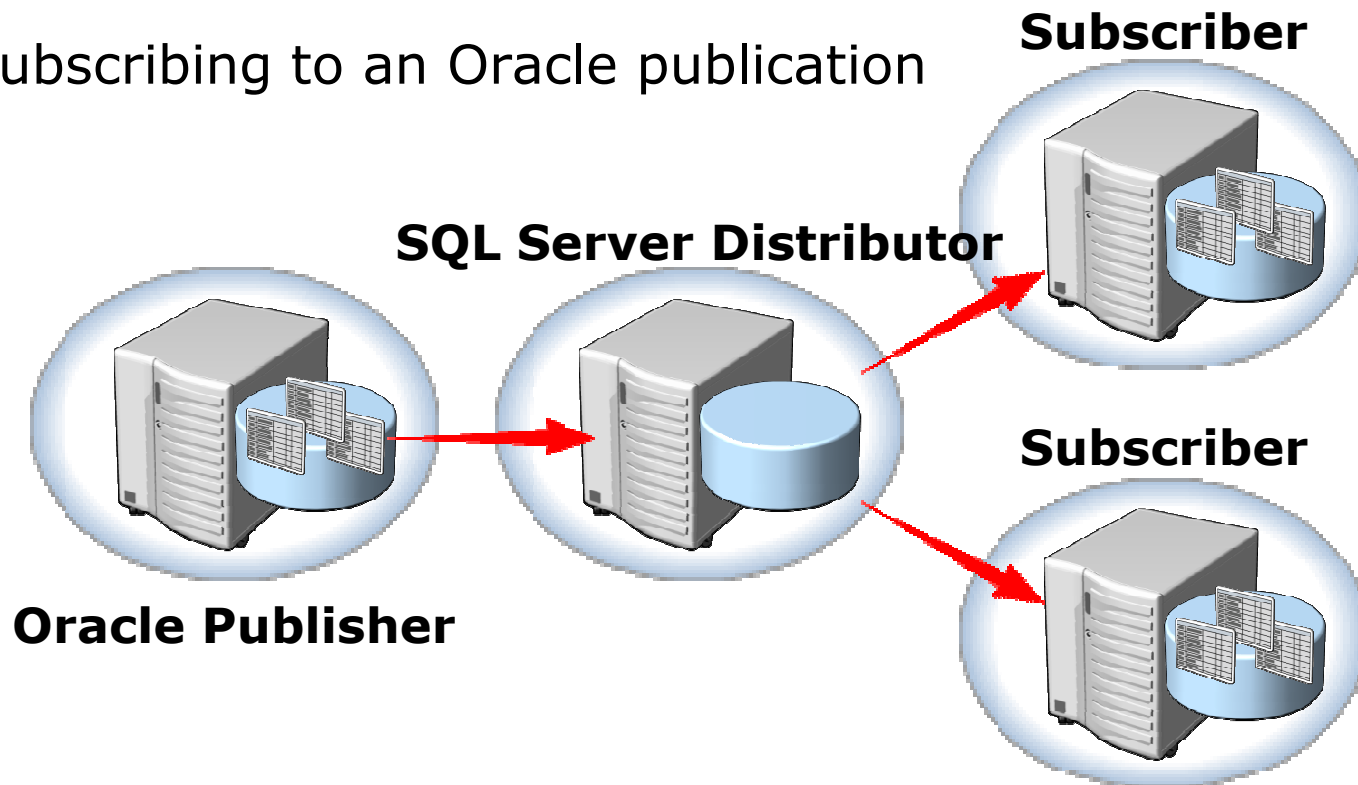 ubscribing to an Oracle publication
Subscriber
SQL Server Distributor
Subscriber
Oracle Publisher